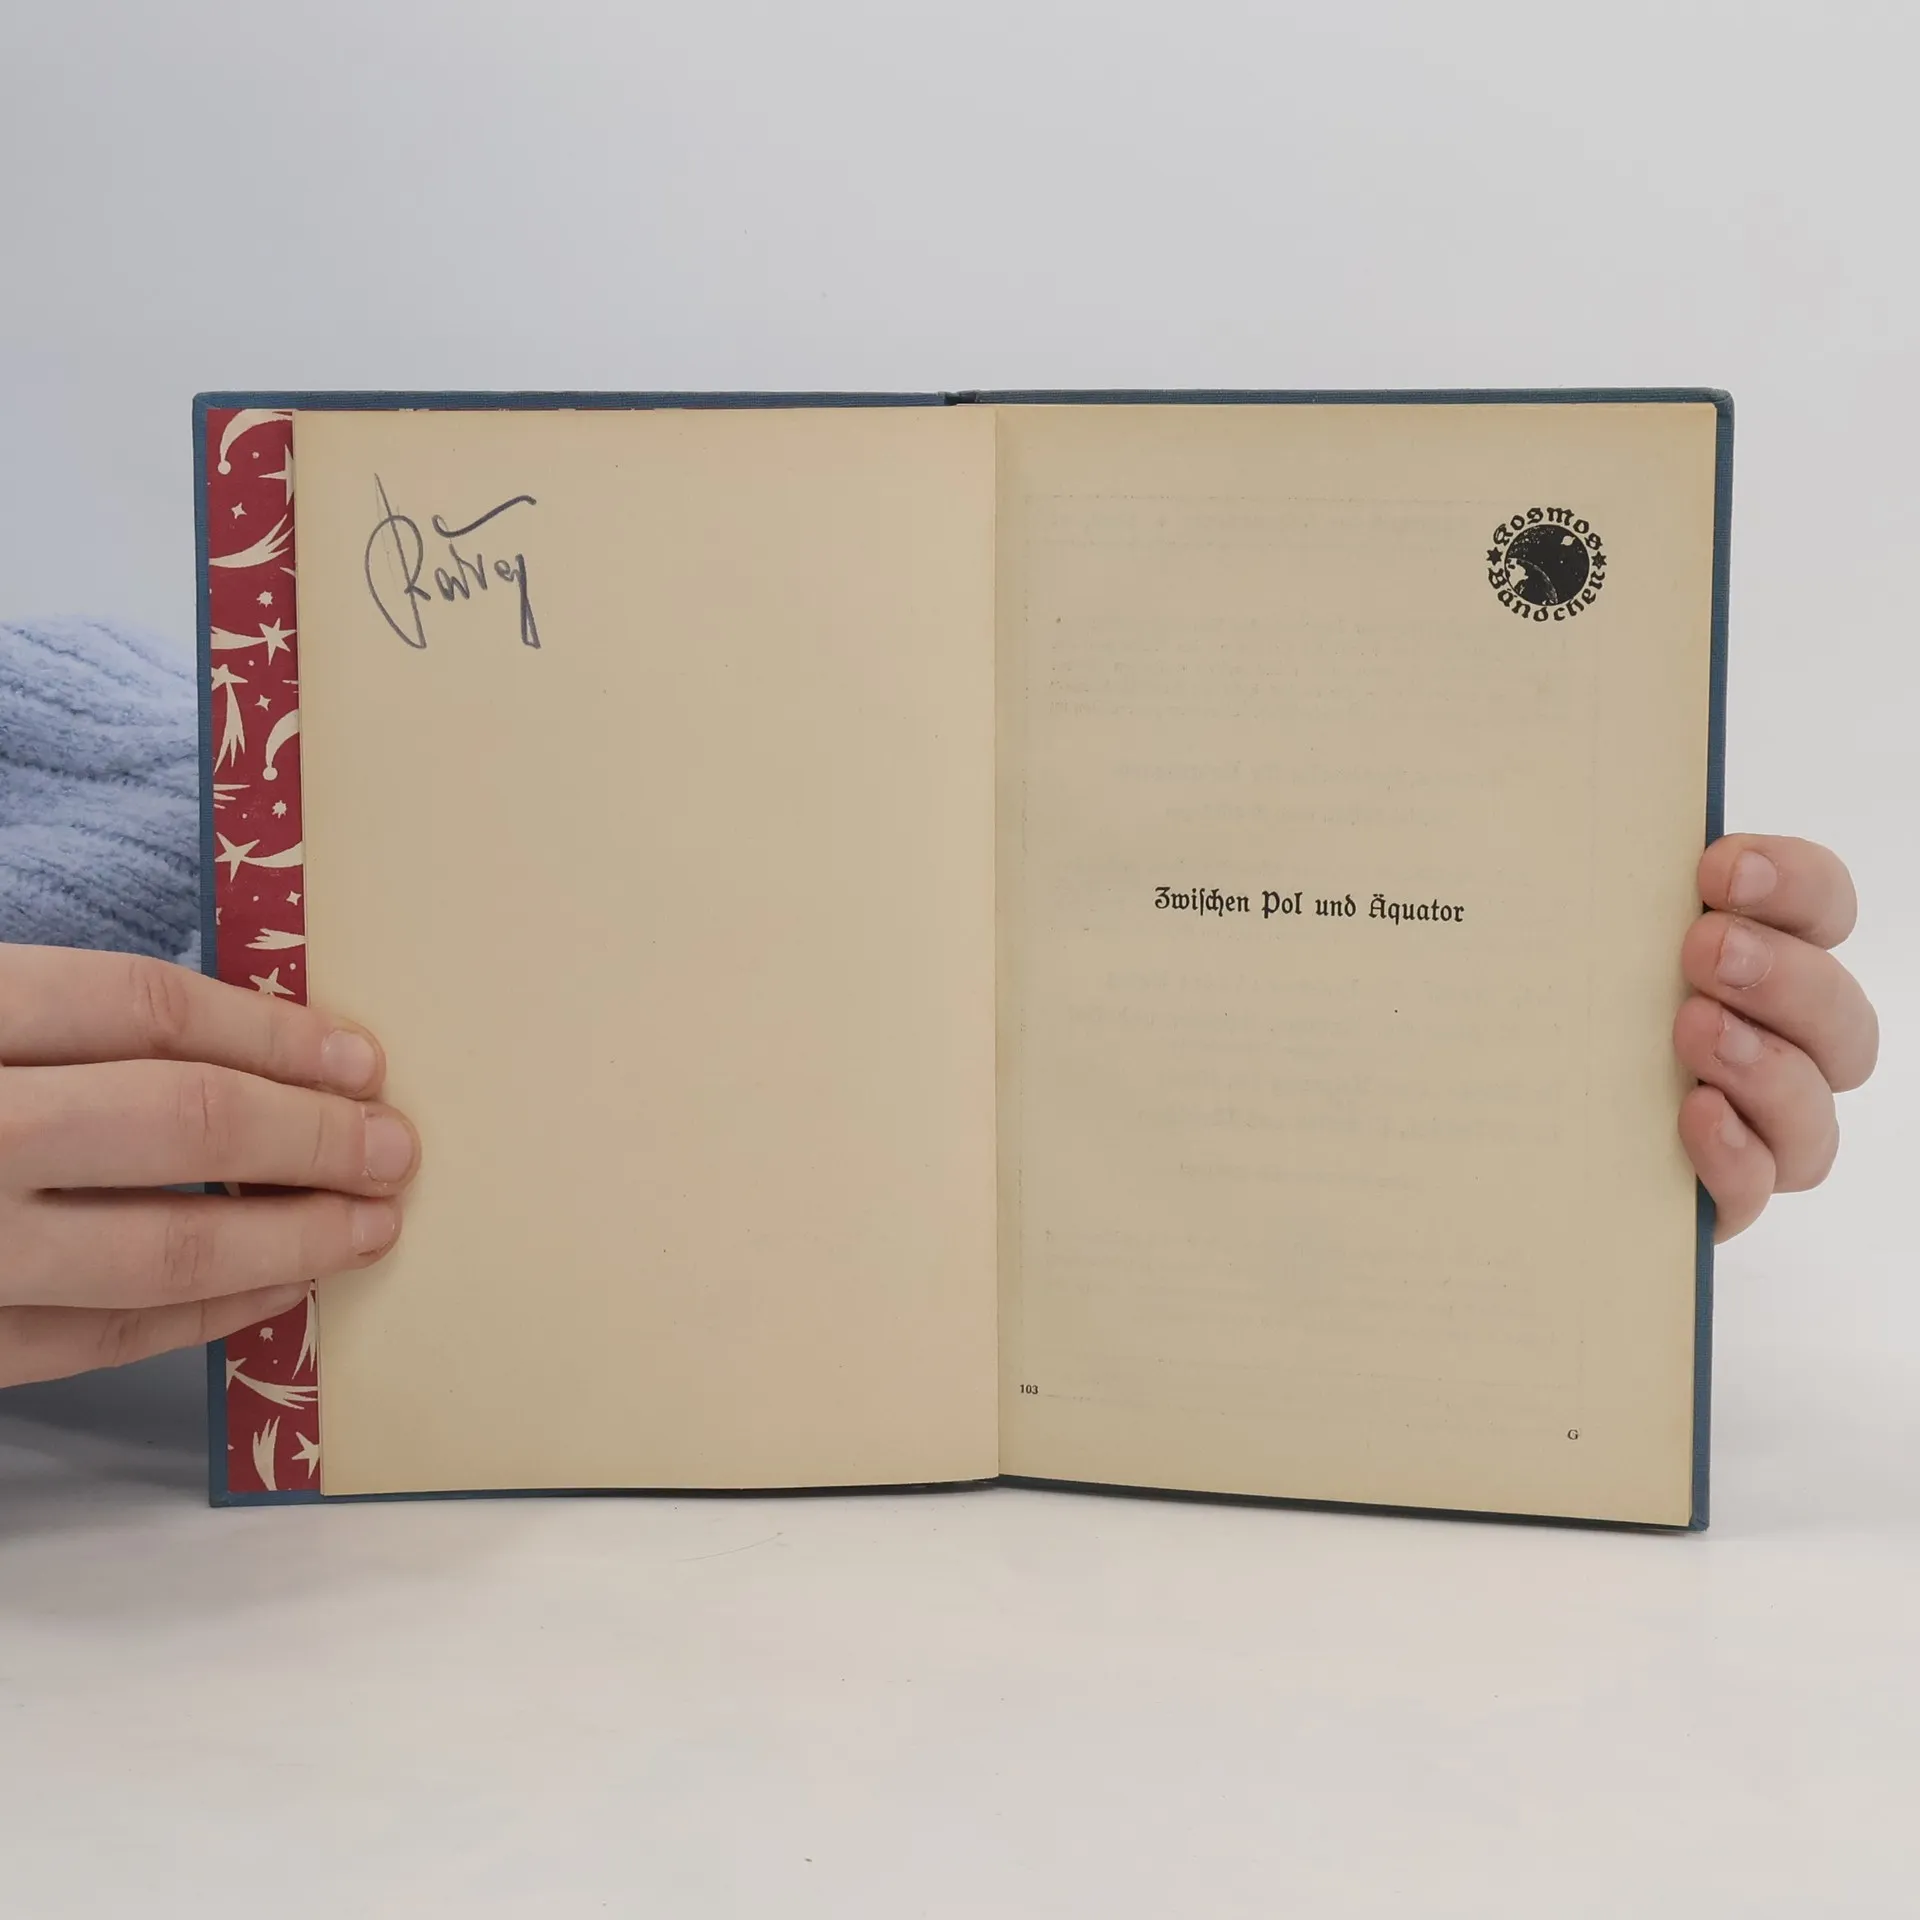 Kosmos
Bändchen
Zwischen Pol und Äquator
103
G